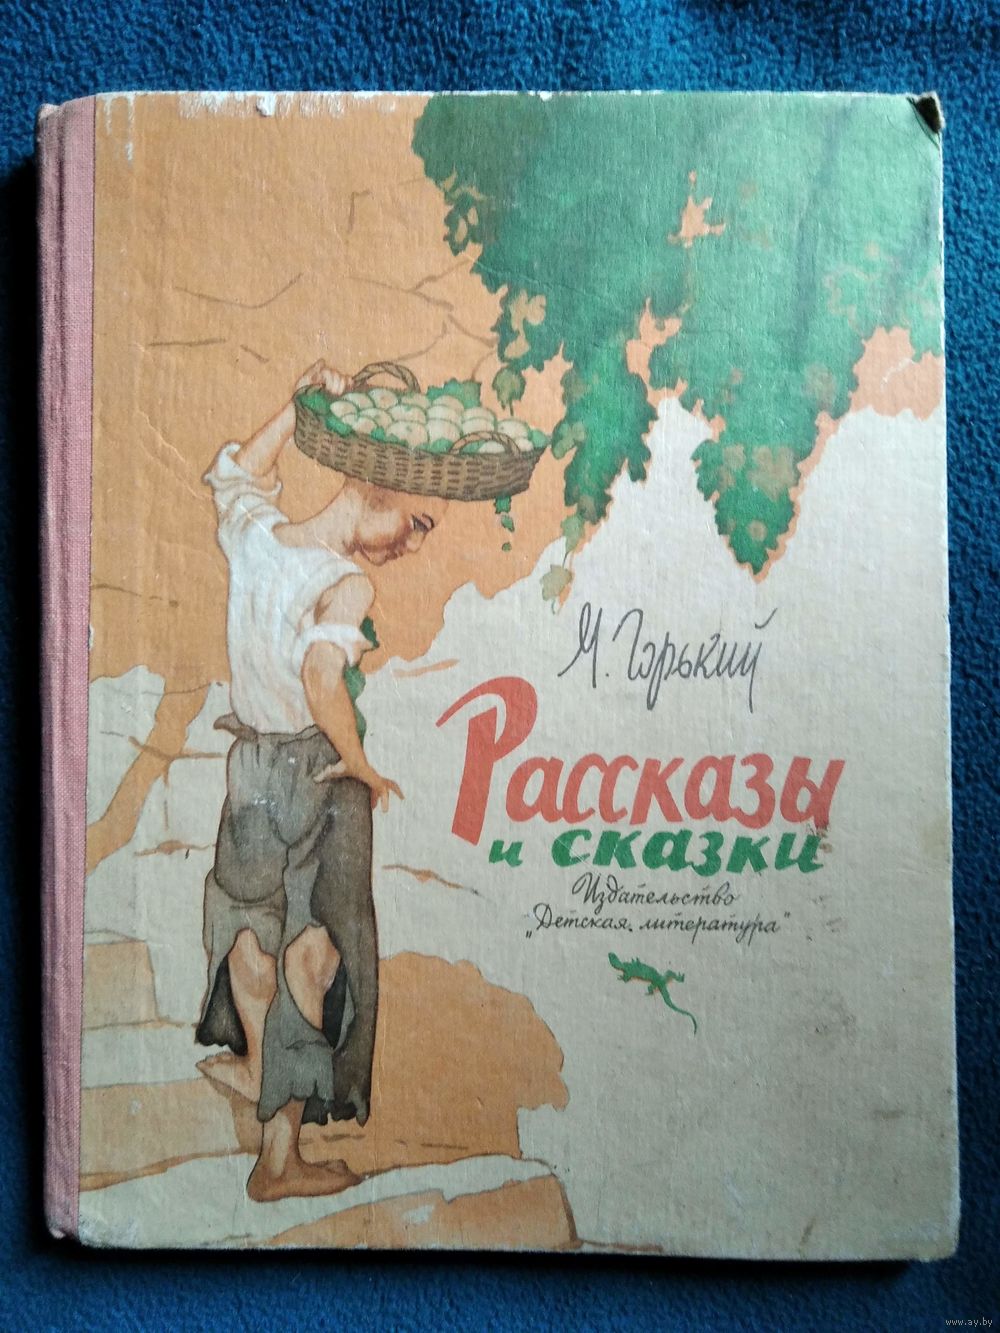 М. Горький
Рассказы
и сказки
Издательство
„Детская литература"
www.ay.by